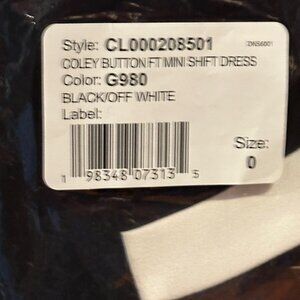 Style: CL000208501 DNS6001
COLEY BUTTON FT MINI SHIFT DRESS
Color: G980
BLACK/OFF WHITE
Label:
Size:
0
1 98348 07313 5